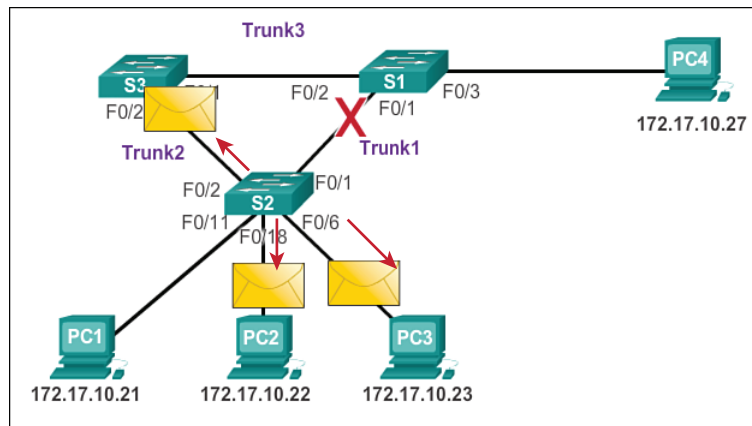 Trunk3
S3
S1
PC4
F0/2
F0/2
F0/1
F0/3
172.17.10.27
Trunk2
Trunk1
F0/2
F0/1
S2
F0/11
F0/18
F0/6
PC1
PC2
PC3
172.17.10.21
172.17.10.22
172.17.10.23